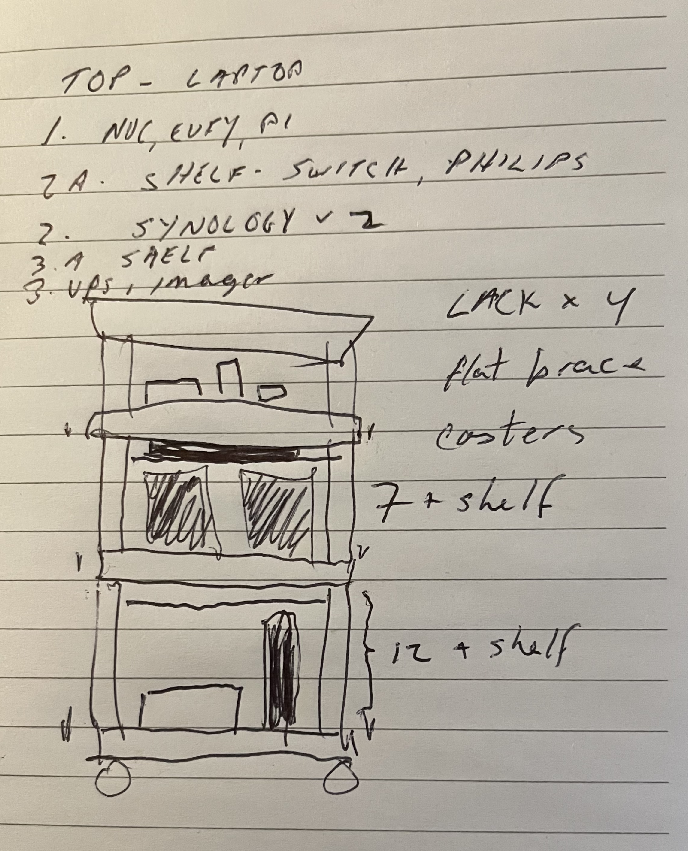 TOP - LAPTOP
1. NUC, EUFY, PI
2A. SHELF - SWITCH, PHILIPS
2. SYNOLOGY v 2
3. A SHELF
3. UPS, imager
LACK x 4
flat brace
casters
7 + shelf
12 + shelf